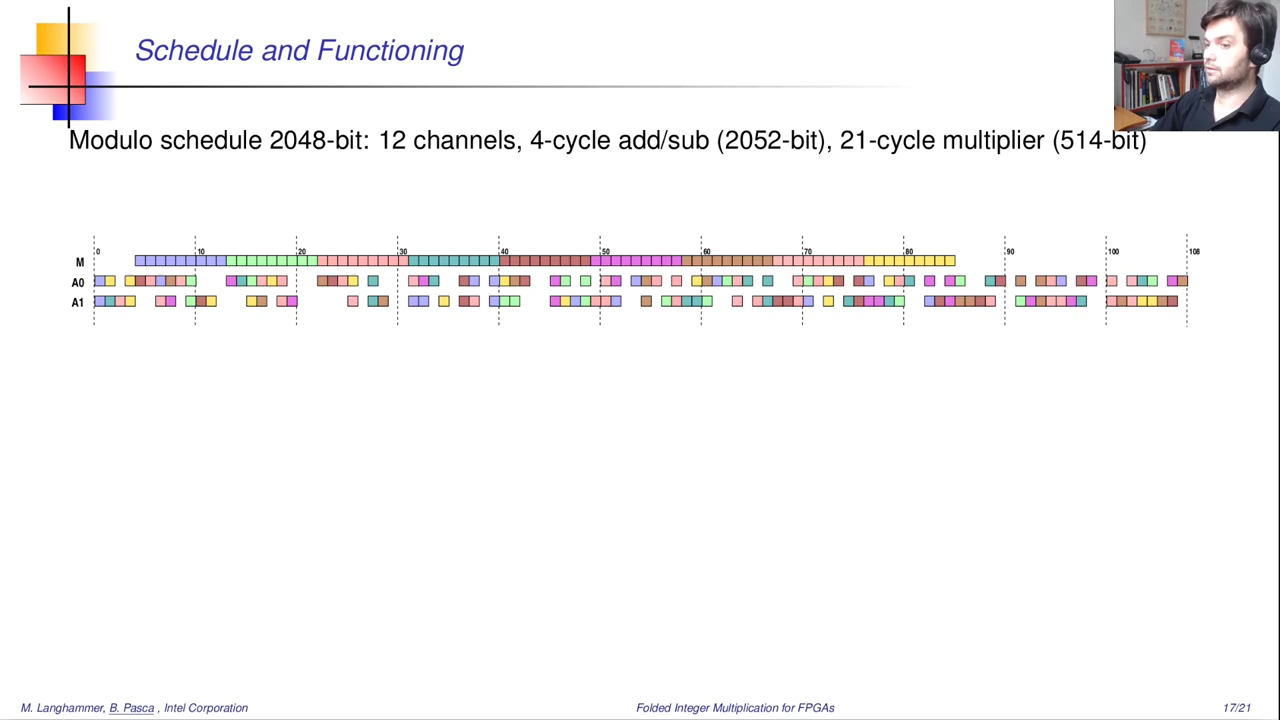 Schedule and Functioning
Modulo schedule 2048-bit: 12 channels, 4-cycle add/sub (2052-bit), 21-cycle multiplier (514-bit)
0 10 20 30 40 50 60 70 80 90 100 108
M
A0
A1
M. Langhammer, B. Pasca , Intel Corporation Folded Integer Multiplication for FPGAs 17/21